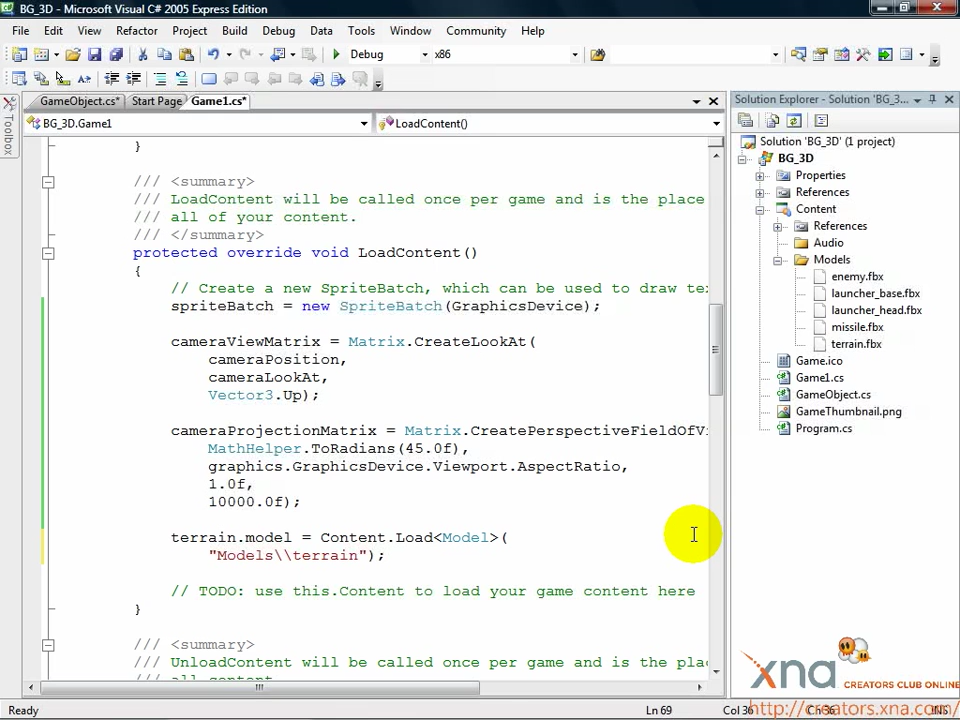 BG_3D - Microsoft Visual C# 2005 Express Edition
File Edit View Refactor Project Build Debug Data Tools Window Community Help
Debug x86
GameObject.cs* Start Page Game1.cs*
BG_3D.Game1 LoadContent()
Toolbox
}
/// <summary>
/// LoadContent will be called once per game and is the place
/// all of your content.
/// </summary>
protected override void LoadContent()
{
// Create a new SpriteBatch, which can be used to draw te
spriteBatch = new SpriteBatch(GraphicsDevice);
cameraViewMatrix = Matrix.CreateLookAt(
cameraPosition,
cameraLookAt,
Vector3.Up);
cameraProjectionMatrix = Matrix.CreatePerspectiveFieldOfVi
MathHelper.ToRadians(45.0f),
graphics.GraphicsDevice.Viewport.AspectRatio,
1.0f,
10000.0f);
terrain.model = Content.Load<Model>(
"Models\\terrain");
// TODO: use this.Content to load your game content here
}
/// <summary>
/// UnloadContent will be called once per game and is the pla
/// all content.
Solution Explorer - Solution 'BG_3...
Solution 'BG_3D' (1 project)
BG_3D
Properties
References
Content
References
Audio
Models
enemy.fbx
launcher_base.fbx
launcher_head.fbx
missile.fbx
terrain.fbx
Game.ico
Game1.cs
GameObject.cs
GameThumbnail.png
Program.cs
xna CREATORS CLUB ONLINE
http://creators.xna.com/
Ready Ln 69 Col 36 Ch 36 INS